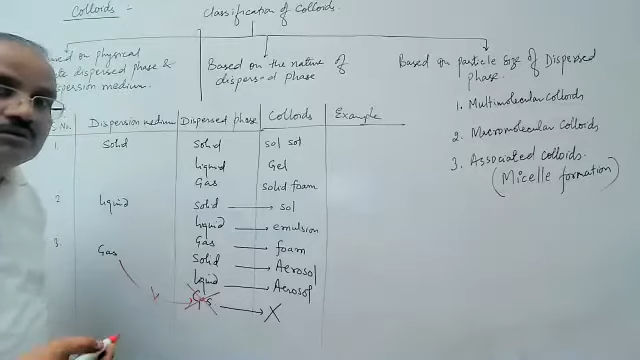 Colloids:
Classification of Colloids.
Based on physical
state dispersed phase &
dispersion medium.
Based on the nature of
dispersed phase
Based on particle size of Dispersed
phase.
1. Multimolecular colloids
2. Macromolecular colloids
3. Associated colloids.
(Micelle formation)
S.No. Dispersion medium Dispersed phase Colloids Example
1 Solid Solid sol sol
Liquid Gel
Gas Solid foam
2 Liquid Solid sol
Liquid emulsion
Gas foam
3. Gas Solid Aerosol
Liquid Aerosol
Gas X